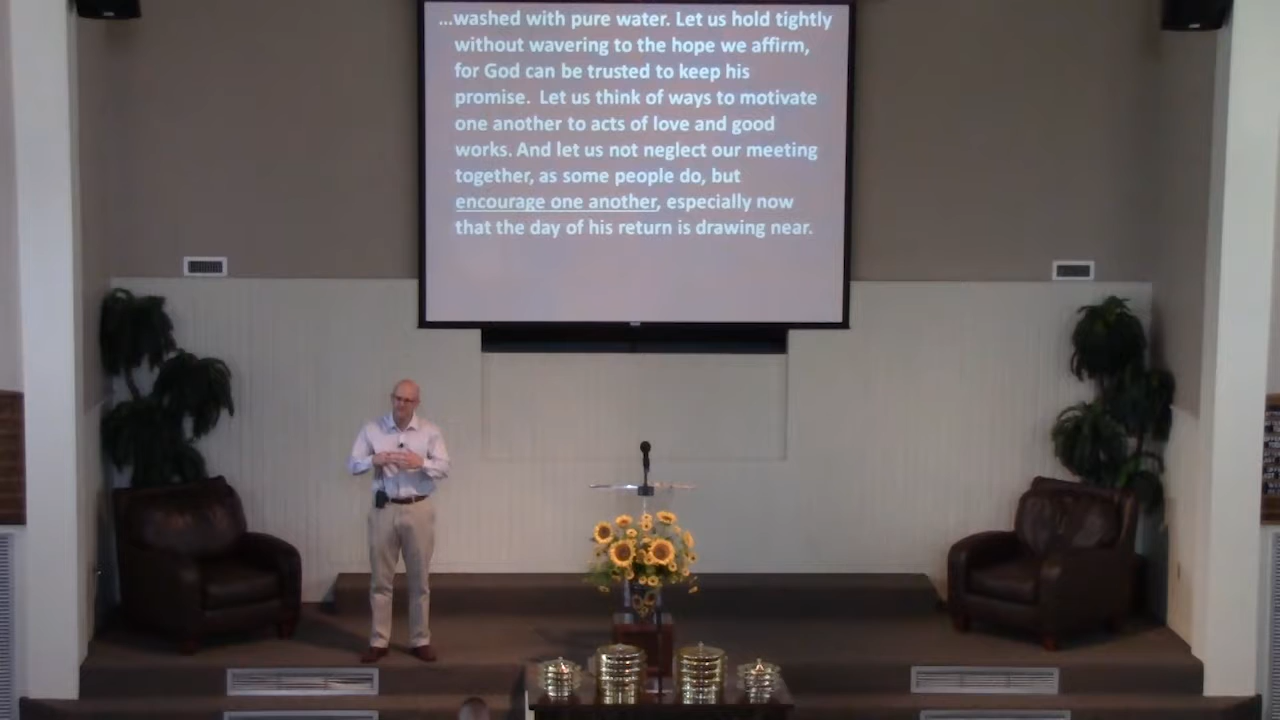 ...washed with pure water. Let us hold tightly
without wavering to the hope we affirm,
for God can be trusted to keep his
promise. Let us think of ways to motivate
one another to acts of love and good
works. And let us not neglect our meeting
together, as some people do, but
encourage one another, especially now
that the day of his return is drawing near.